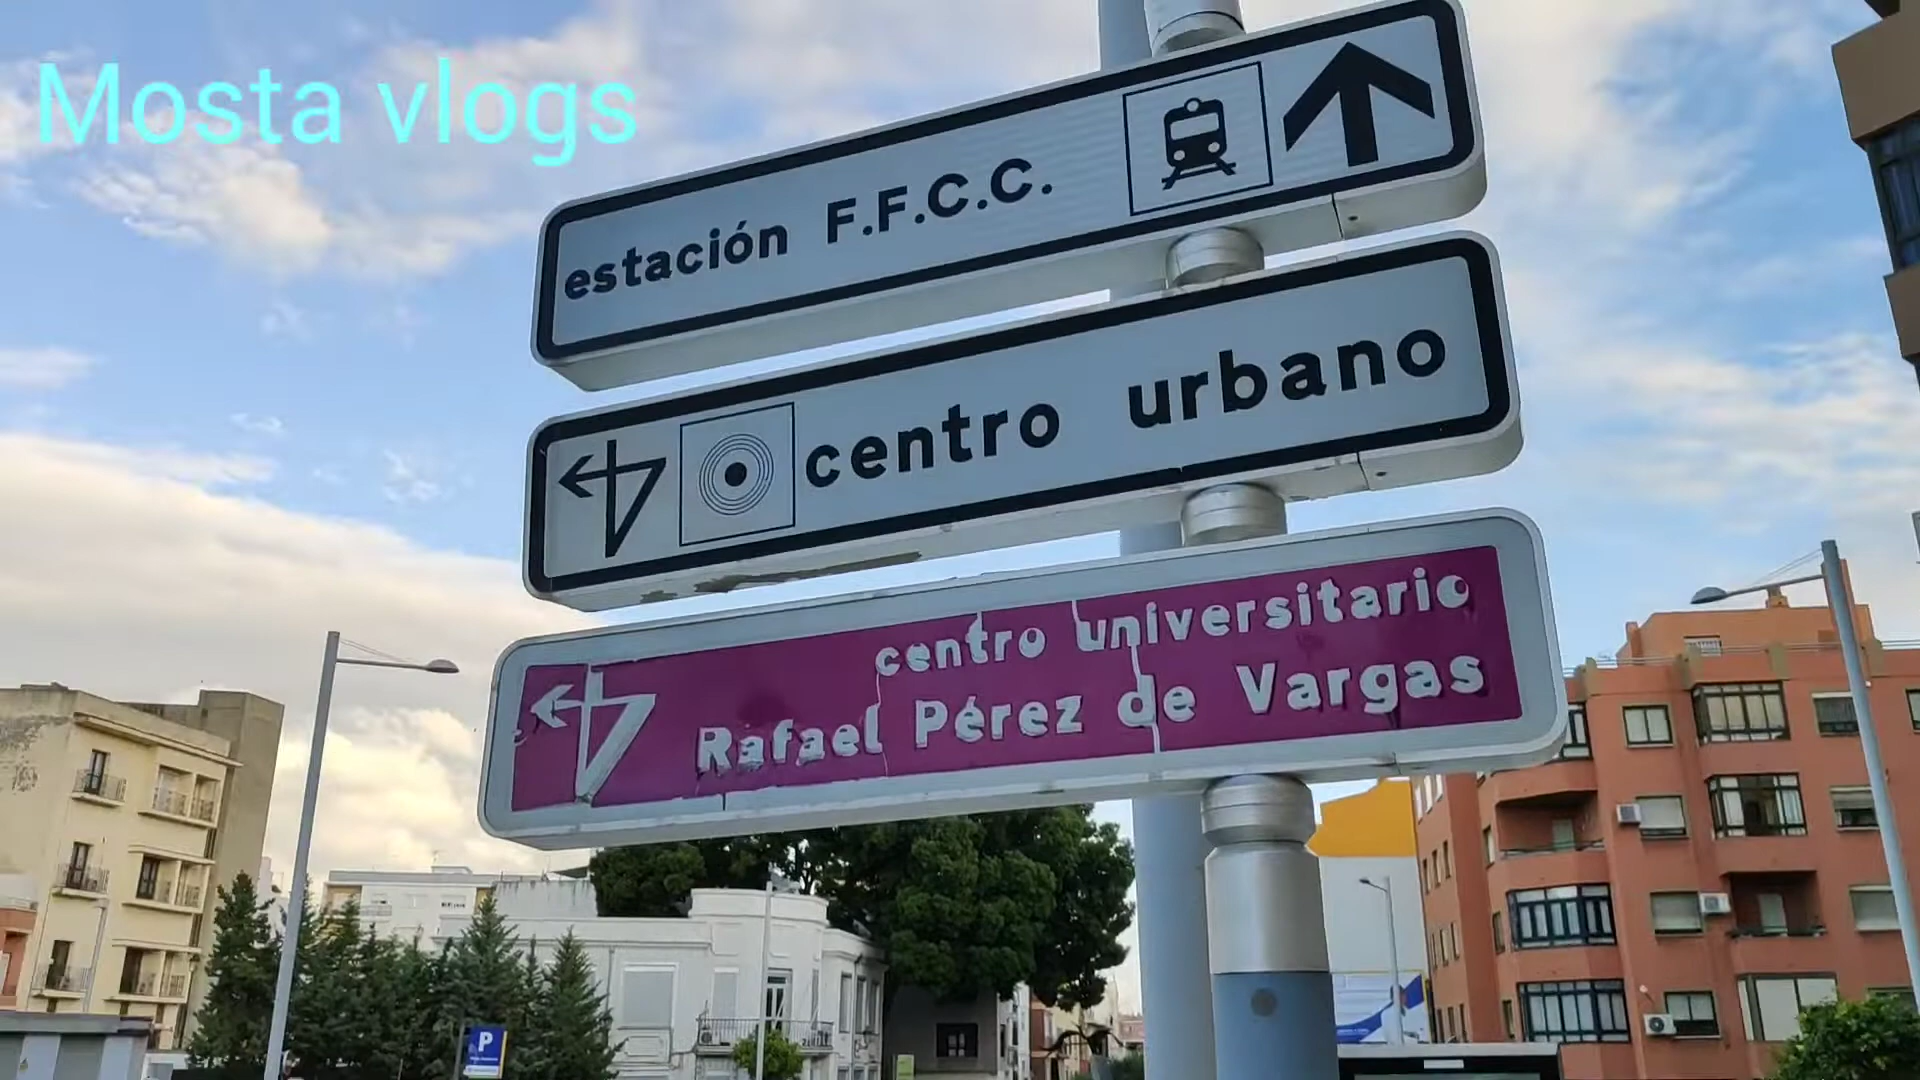 Mosta vlogs
estación F.F.C.C.
centro urbano
centro universitario
Rafael Pérez de Vargas
P